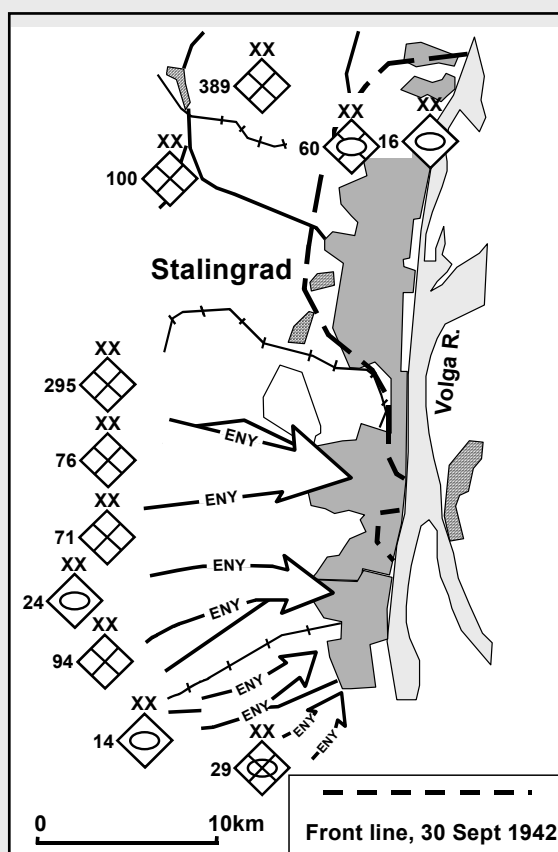 XX
389
XX
60
XX
16
XX
100
Stalingrad
Volga R.
XX
295
XX
76
XX
71
XX
24
XX
94
XX
14
XX
29
ENY
ENY
ENY
ENY
ENY
ENY
ENY
ENY
0 10km
Front line, 30 Sept 1942